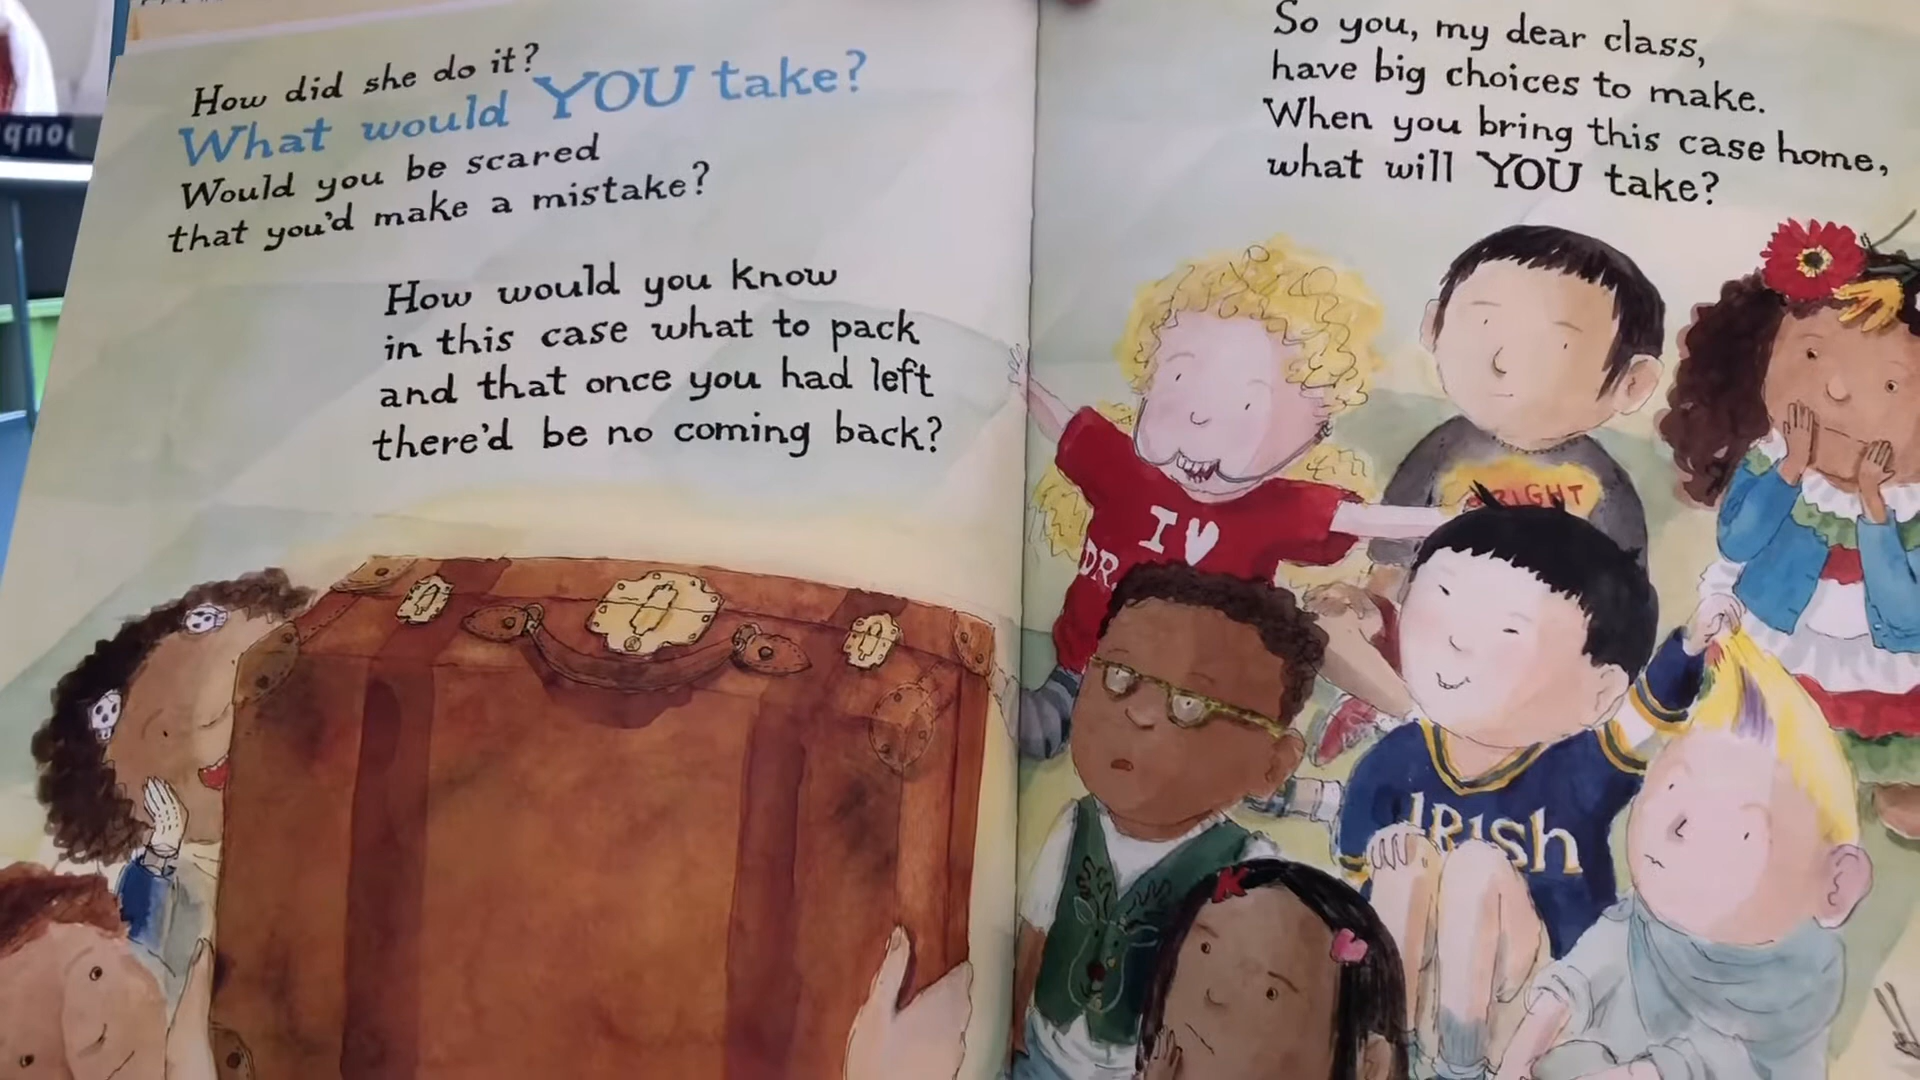 How did she do it?
What would YOU take?
Would you be scared
that you'd make a mistake?
How would you know
in this case what to pack
and that once you had left
there'd be no coming back?
So you, my dear class,
have big choices to make.
When you bring this case home,
what will YOU take?
I
DR
IRISH
K